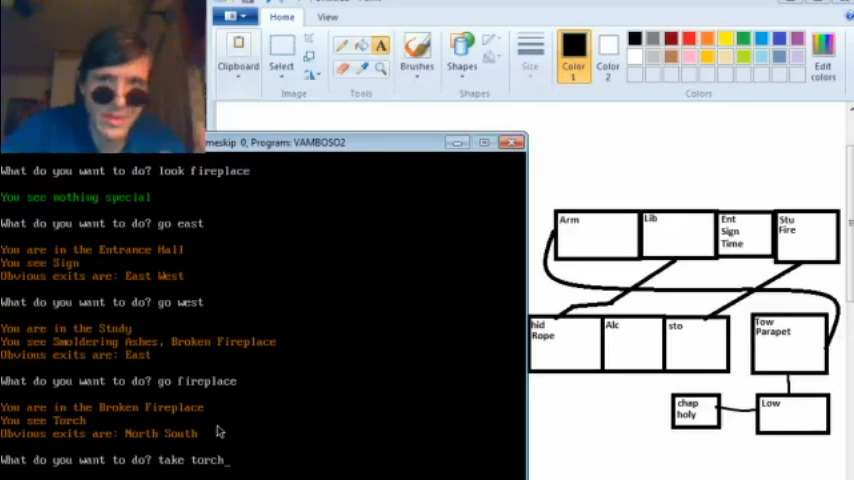 Home View
Clipboard
Select
Brushes
Shapes
Size
Color 1
Color 2
Edit colors
Image
Tools
Shapes
Colors
meskip 0, Program: VAMBOSO2
What do you want to do? look fireplace
You see nothing special
What do you want to do? go east
You are in the Entrance Hall
You see Sign
Obvious exits are: East West
What do you want to do? go west
You are in the Study
You see Smoldering Ashes, Broken Fireplace
Obvious exits are: East
What do you want to do? go fireplace
You are in the Broken Fireplace
You see Torch
Obvious exits are: North South
What do you want to do? take torch_
Arm
Lib
Ent
Sign
Time
Stu
Fire
hid
Rope
Alc
sto
Tow
Parapet
chap
holy
Low